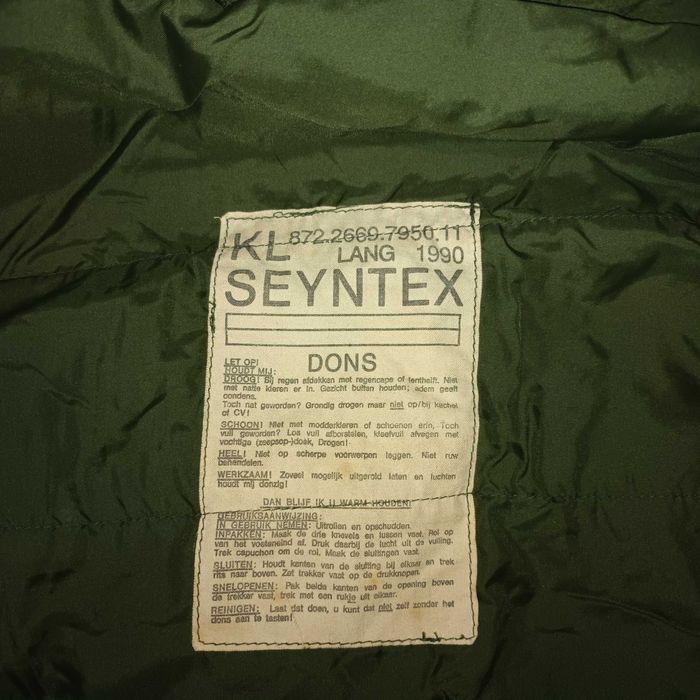 KL 872.2669.7950.11
LANG 1990
SEYNTEX
DONS
LET OP!
HOUDT MIJ:
DROOG! Bij regen afdekken met regencape of tenthelft. Niet
met natte kleren er in. Gezicht buiten houden; adem geeft
condens.
Toch nat geworden? Grondig drogen maar niet op/bij kachel
of CV!
SCHOON! Niet met modderkleren of schoenen erin. Toch
vuil geworden? Los vuil afborstelen, kleefvuil afvegen met
vochtige (zeepsop-)doek, Drogen!
HEEL! Niet op scherpe voorwerpen leggen. Niet ruw
behandelen.
WERKZAAM! Zoveel mogelijk uitgerold laten en luchten
houdt mij donzig!
DAN BLIJF IK U WARM HOUDEN!
GEBRUIKSAANWIJZING:
IN GEBRUIK NEMEN: Uitrollen en opschudden.
INPAKKEN: Maak de drie knevels en lussen vast. Rol op
van het voeteneind af. Druk daarbij de lucht uit de vulling.
Trek capuchon om de rol. Maak de sluitingen vast.
SLUITEN: Houdt kanten van de sluiting bij elkaar en trek
rits naar boven. Zet trekker vast op de drukknopen.
SNELOPENEN: Pak beide kanten van de opening boven
de trekker vast, trek met een rukje uit elkaar.
REINIGEN: Laat dat doen, u kunt dat niet zelf zonder het
dons aan te tasten!